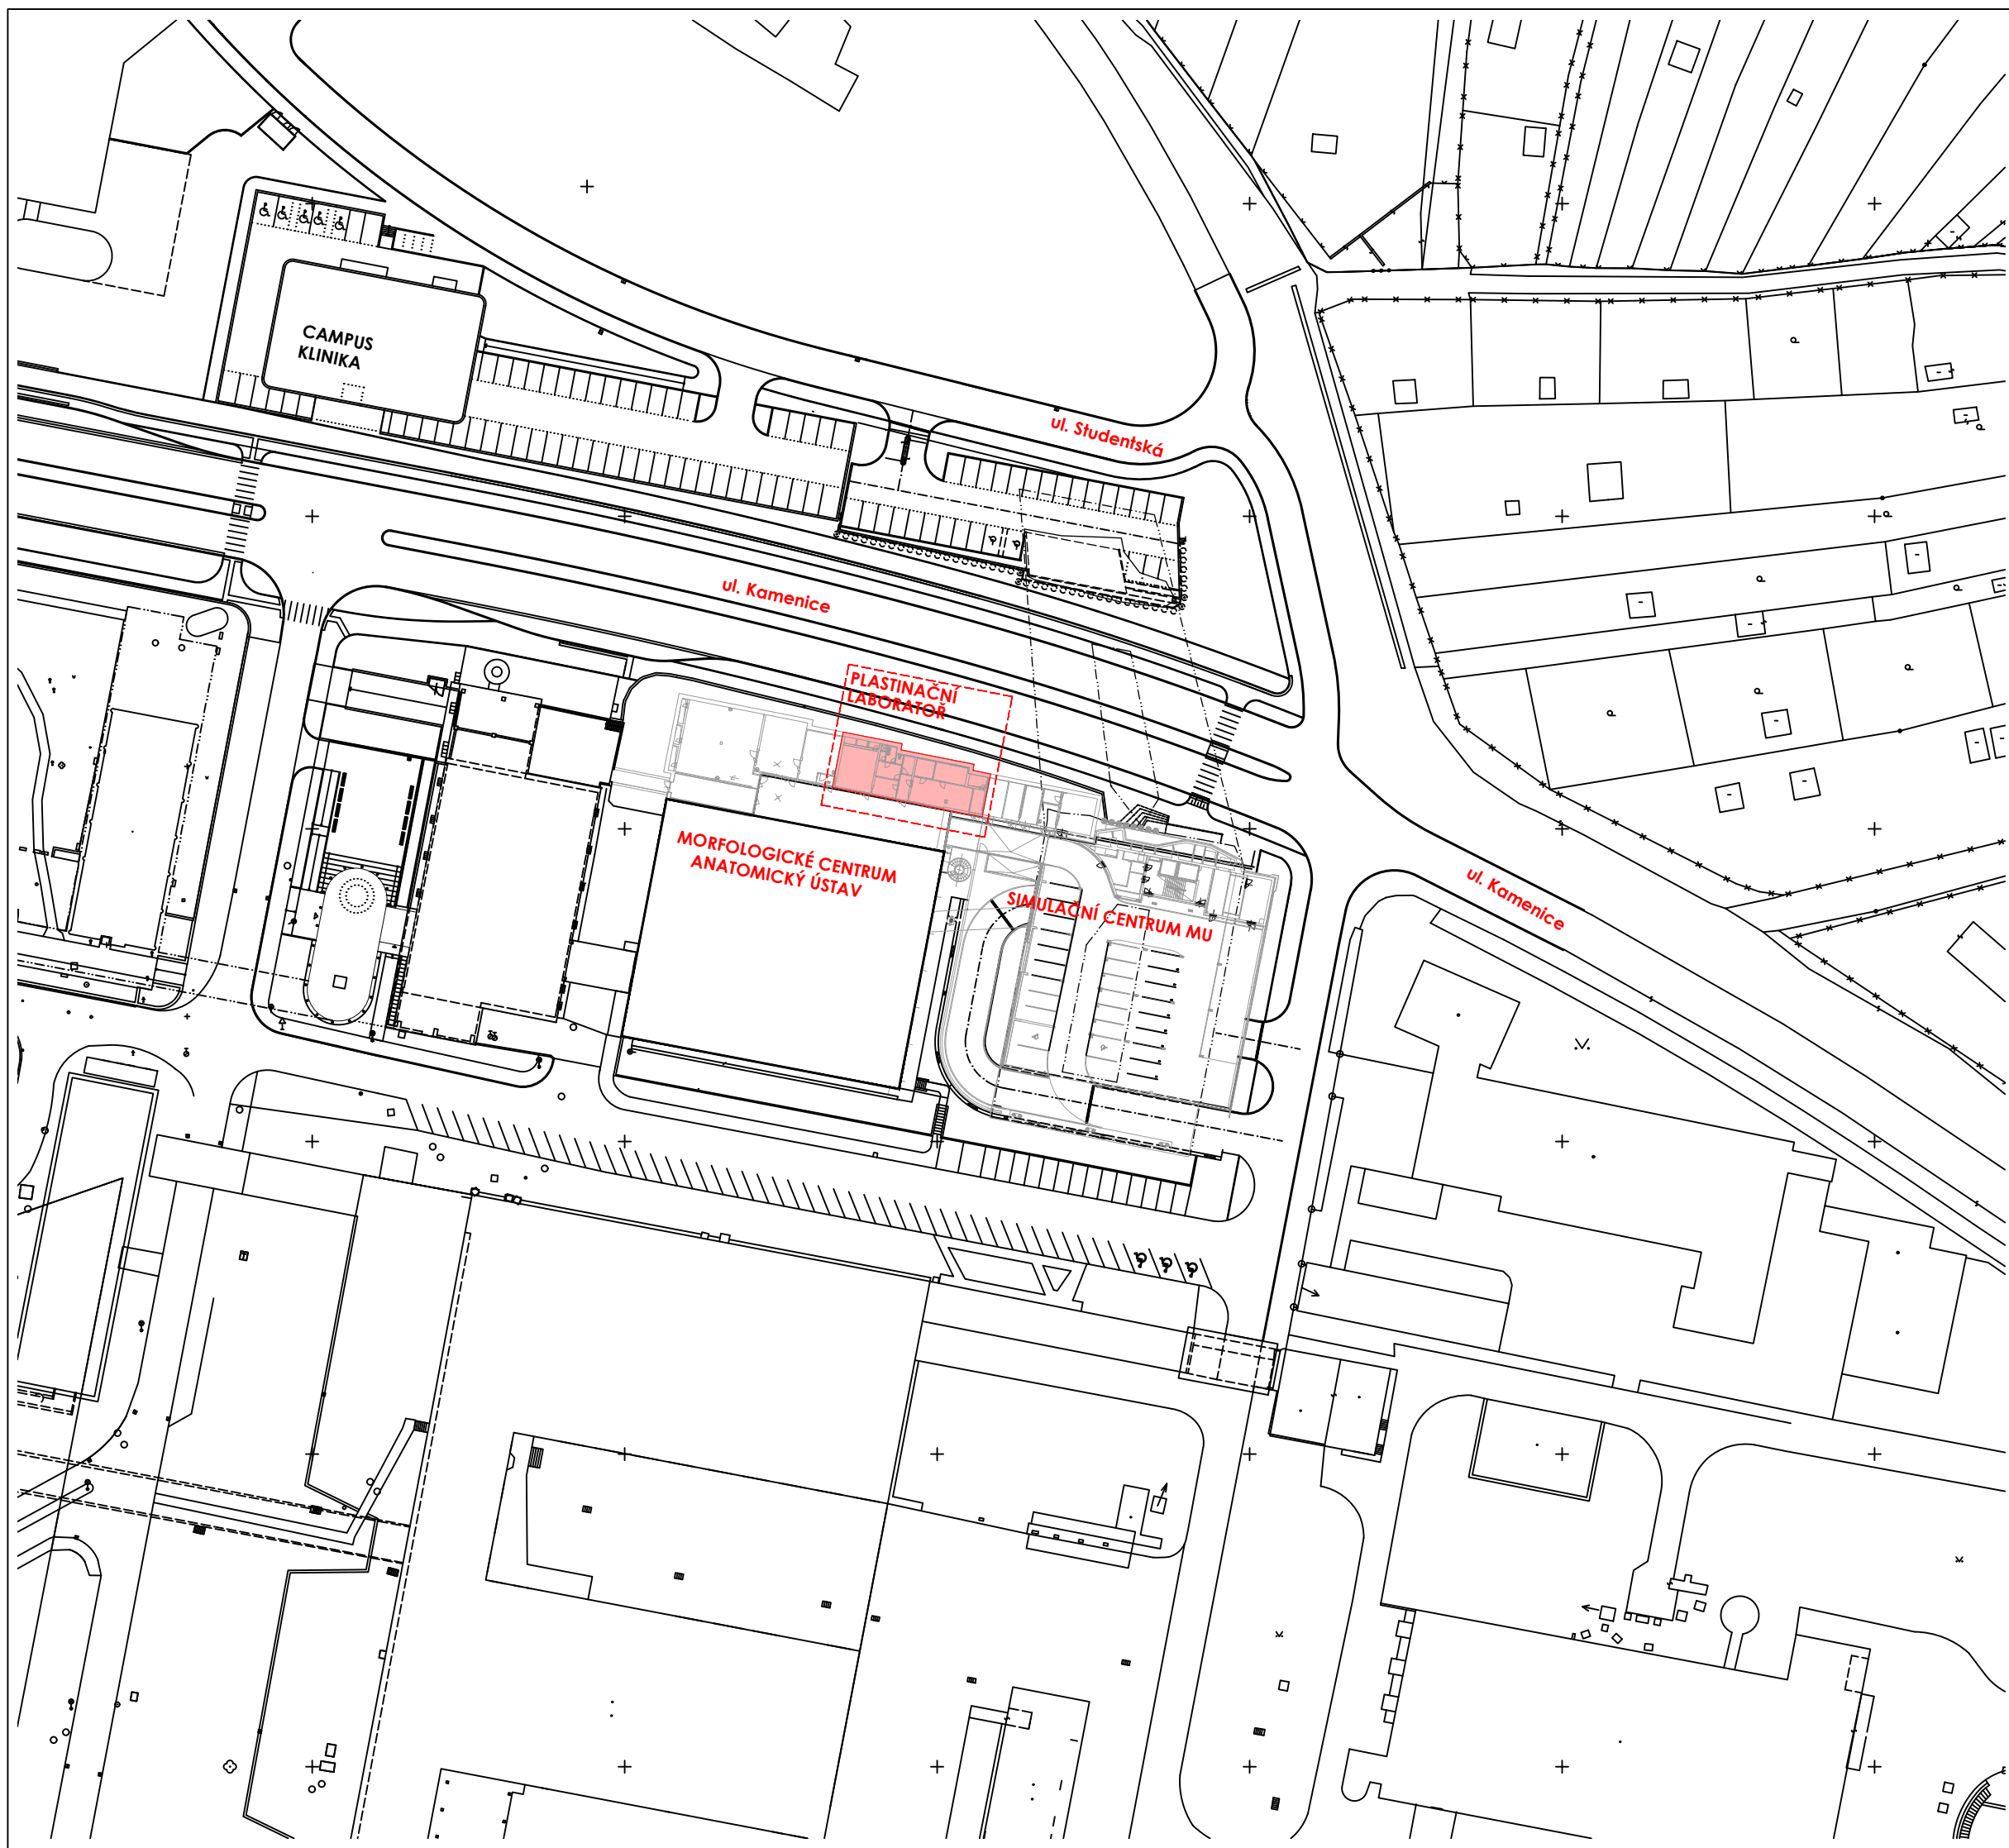 CAMPUS
KLINIKA
ul. Studentská
ul. Kamenice
PLASTINAČNÍ
LABORATOŘ
MORFOLOGICKÉ CENTRUM
ANATOMICKÝ ÚSTAV
SIMULAČNÍ CENTRUM MU
ul. Kamenice